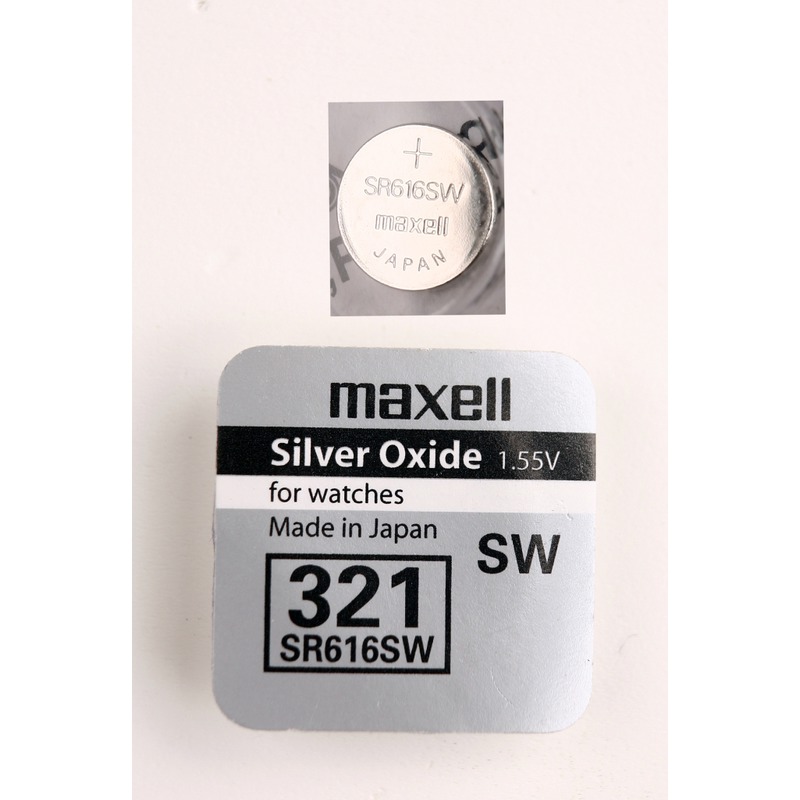 +
SR616SW
maxell
JAPAN
maxell
Silver Oxide 1.55V
for watches
Made in Japan
SW
321
SR616SW